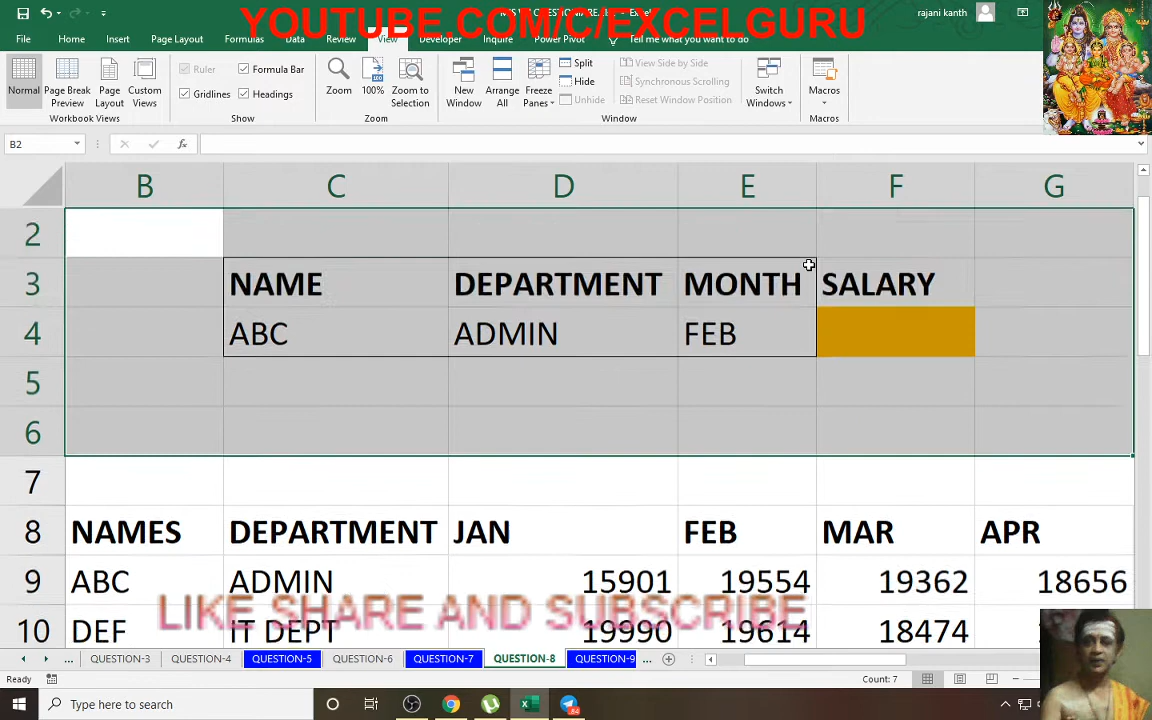 YOUTUBE.COM/C/EXCELGURU
rajani kanth
File Home Insert Page Layout Formulas Data Review View Developer Inquire Power Pivot Tell me what you want to do
Normal
Page Break Preview
Page Layout
Custom Views
Ruler
Formula Bar
Gridlines
Headings
Zoom
100%
Zoom to Selection
New Window
Arrange All
Freeze Panes
Split
Hide
Unhide
View Side by Side
Synchronous Scrolling
Reset Window Position
Switch Windows
Macros
Workbook Views Show Zoom Window Macros
B2 fx
B C D E F G
2
3 NAME DEPARTMENT MONTH SALARY
4 ABC ADMIN FEB
5
6
7
8 NAMES DEPARTMENT JAN FEB MAR APR
9 ABC ADMIN 15901 19554 19362 18656
10 DEF IT DEPT 19990 19614 18474
LIKE SHARE AND SUBSCRIBE
... QUESTION-3 QUESTION-4 QUESTION-5 QUESTION-6 QUESTION-7 QUESTION-8 QUESTION-9 ...
Ready Count: 7
Type here to search